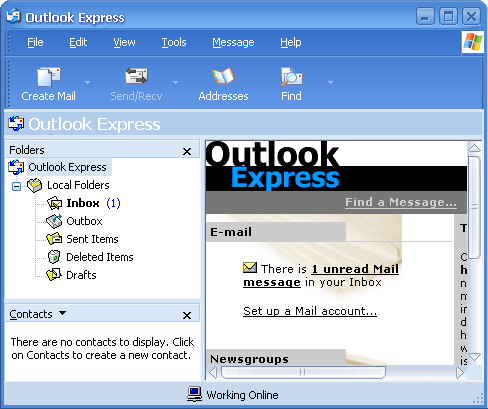 Outlook Express
File Edit View Tools Message Help
Create Mail Send/Recv Addresses Find
Outlook Express
Folders
Outlook Express
Local Folders
Inbox (1)
Outbox
Sent Items
Deleted Items
Drafts
Contacts
There are no contacts to display. Click
on Contacts to create a new contact.
Outlook
Express
Find a Message...
E-mail
There is 1 unread Mail
message in your Inbox
Set up a Mail account...
Newsgroups
Working Online